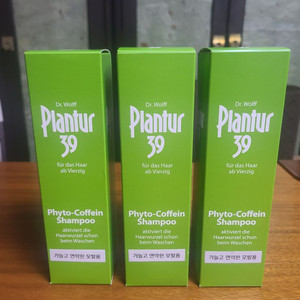 Dr. Wolff
Plantur
39
für das Haar
ab Vierzig
Phyto-Coffein
Shampoo
aktiviert die
Haarwurzel schon
beim Waschen
가늘고 연약한 모발용
Dr. Wolff
Plantur
39
für das Haar
ab Vierzig
Phyto-Coffein
Shampoo
aktiviert die
Haarwurzel schon
beim Waschen
가늘고 연약한 모발용
Dr. Wolff
Plantur
39
für das Haar
ab Vierzig
Phyto-Coffein
Shampoo
aktiviert die
Haarwurzel schon
beim Waschen
가늘고 연약한 모발용